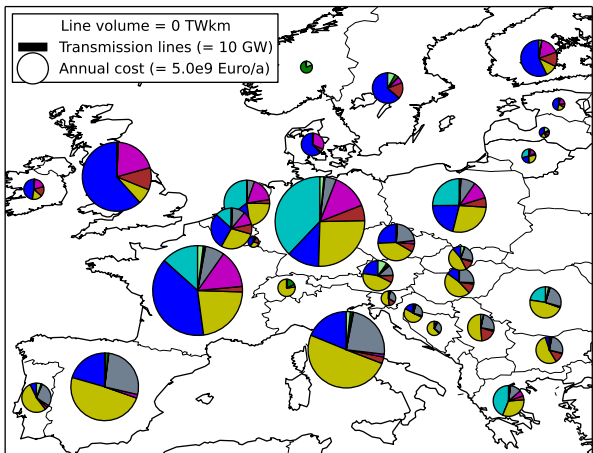 Line volume = 0 TWkm
Transmission lines (= 10 GW)
Annual cost (= 5.0e9 Euro/a)